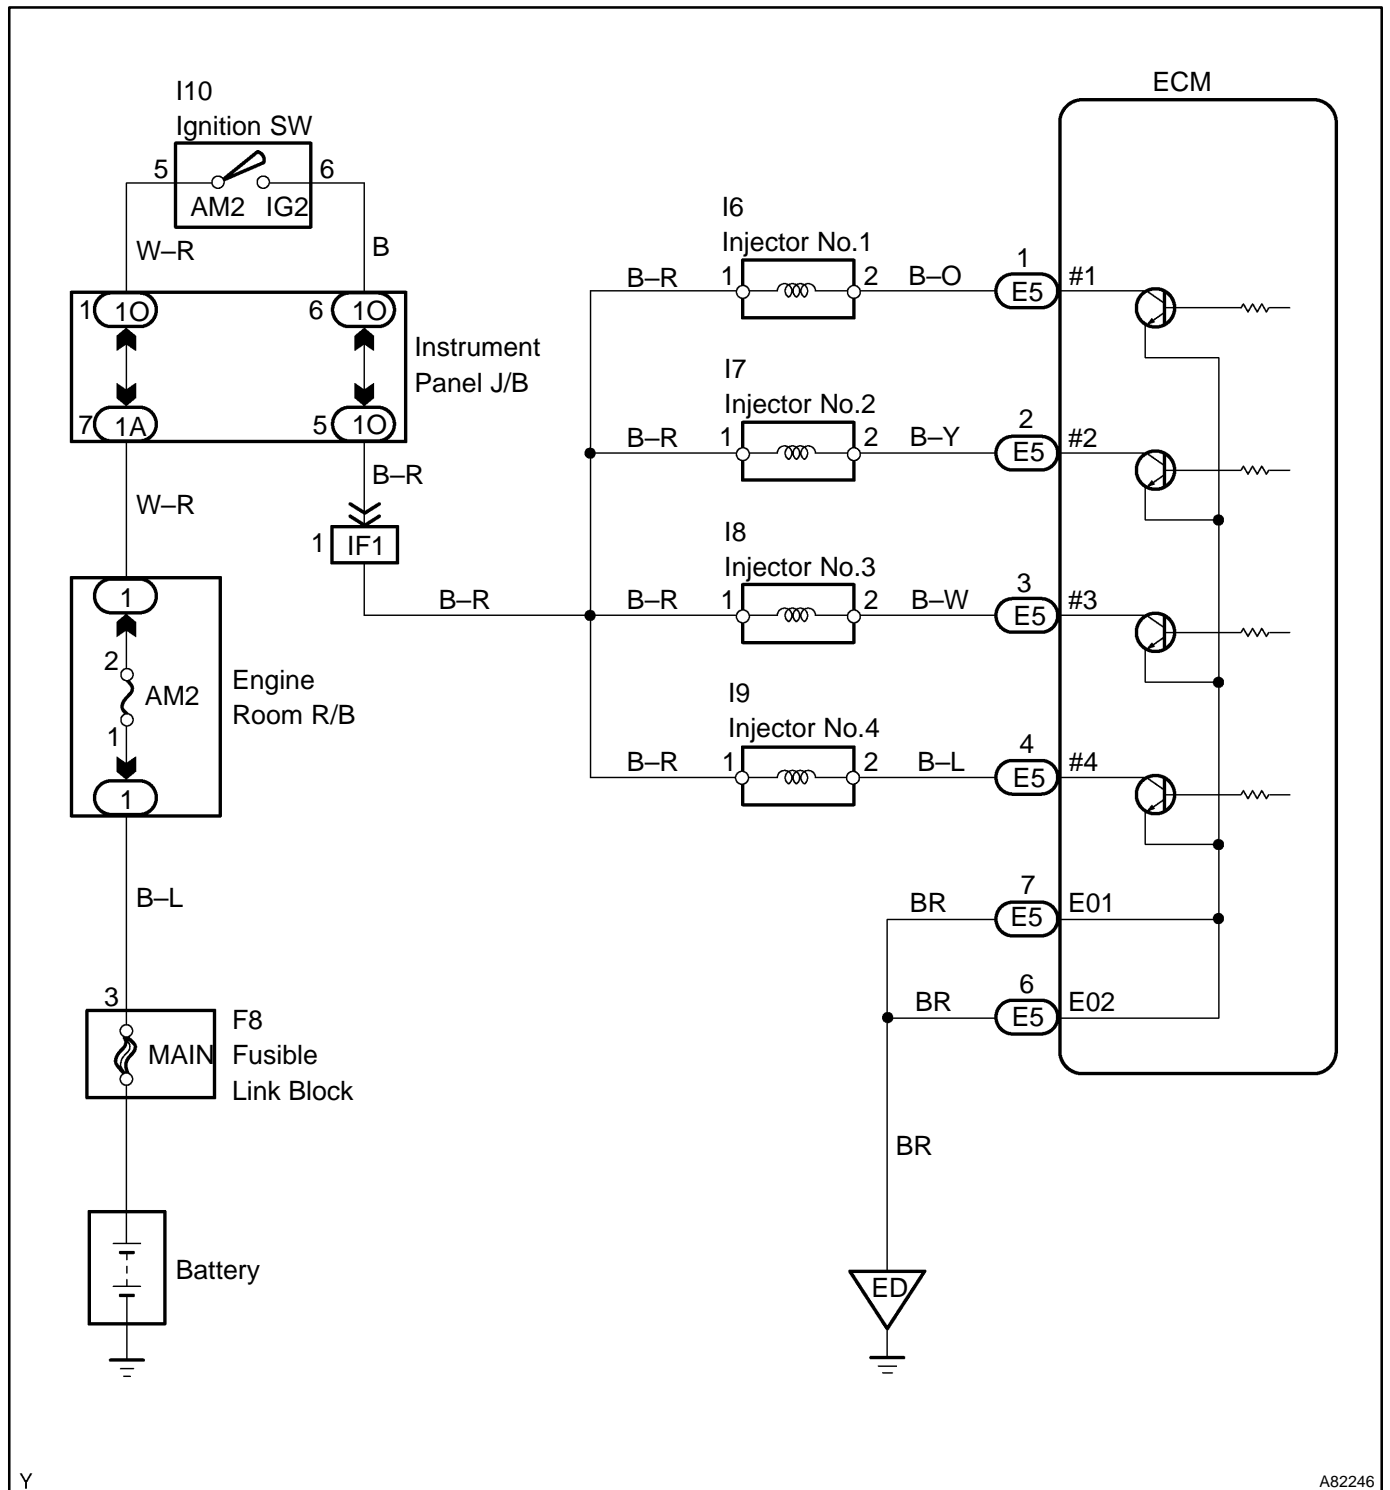 ECM
I10
Ignition SW
5
6
AM2
IG2
W–R
B
1
1O
6
1O
Instrument
Panel J/B
7
1A
5
1O
W–R
B–R
1
IF1
B–R
1
2
AM2
1
1
Engine
Room R/B
B–L
3
MAIN
F8
Fusible
Link Block
Battery
I6
Injector No.1
B–R
1
2
B–O
1
E5
#1
I7
Injector No.2
B–R
1
2
B–Y
2
E5
#2
I8
Injector No.3
B–R
1
2
B–W
3
E5
#3
I9
Injector No.4
B–R
1
2
B–L
4
E5
#4
BR
7
E5
E01
BR
6
E5
E02
BR
ED
Y
A82246